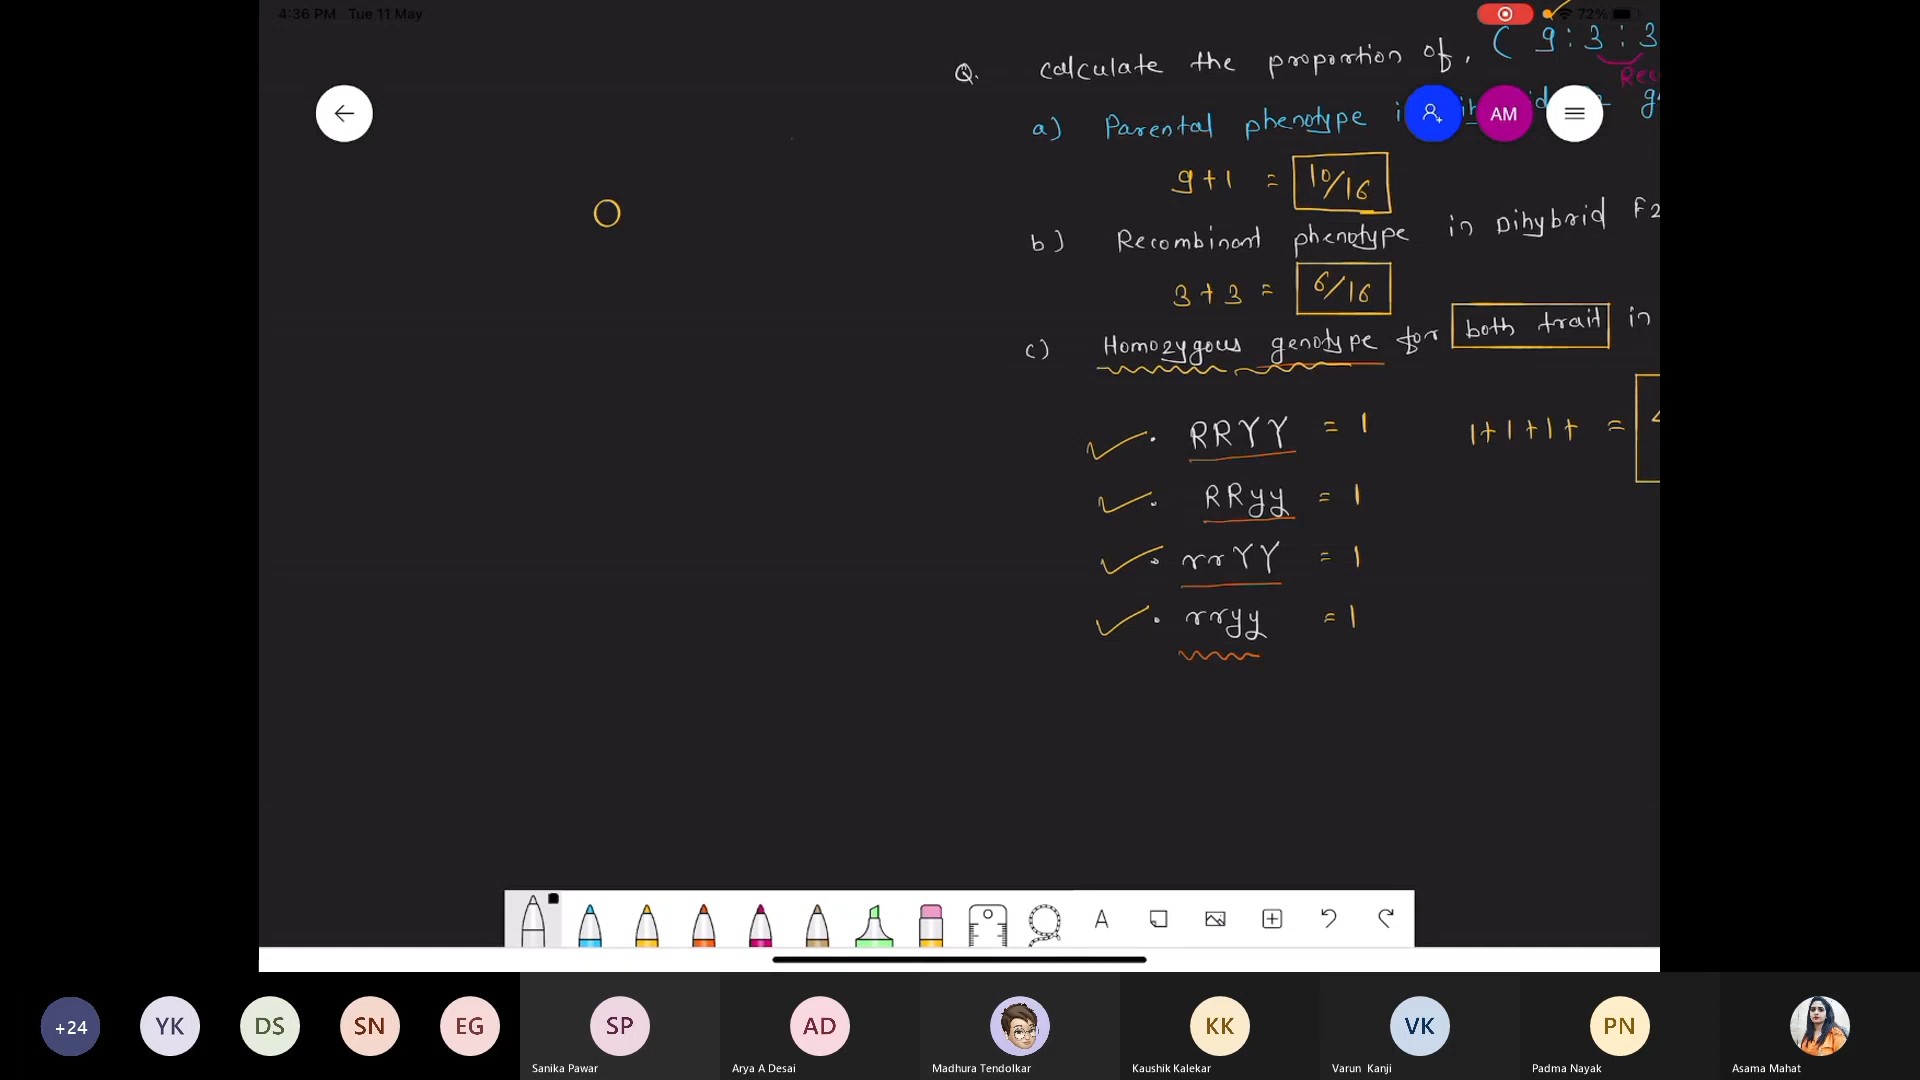 4:36 PM Tue 11 May
72%
( 9 : 3 : 3
Q. calculate the proportion of,
Rec
a) Parental phenotype i
AM
9 + 1 = 10/16
b) Recombinant phenotype in Dihybrid F2
3 + 3 = 6/16
c) Homozygous genotype for both trait in
RRYY = 1
1+1+1+ =
RRyy = 1
rrYY = 1
rryy = 1
A
+24
YK
DS
SN
EG
SP
AD
KK
VK
PN
Sanika Pawar
Arya A Desai
Madhura Tendolkar
Kaushik Kalekar
Varun Kanji
Padma Nayak
Asama Mahat